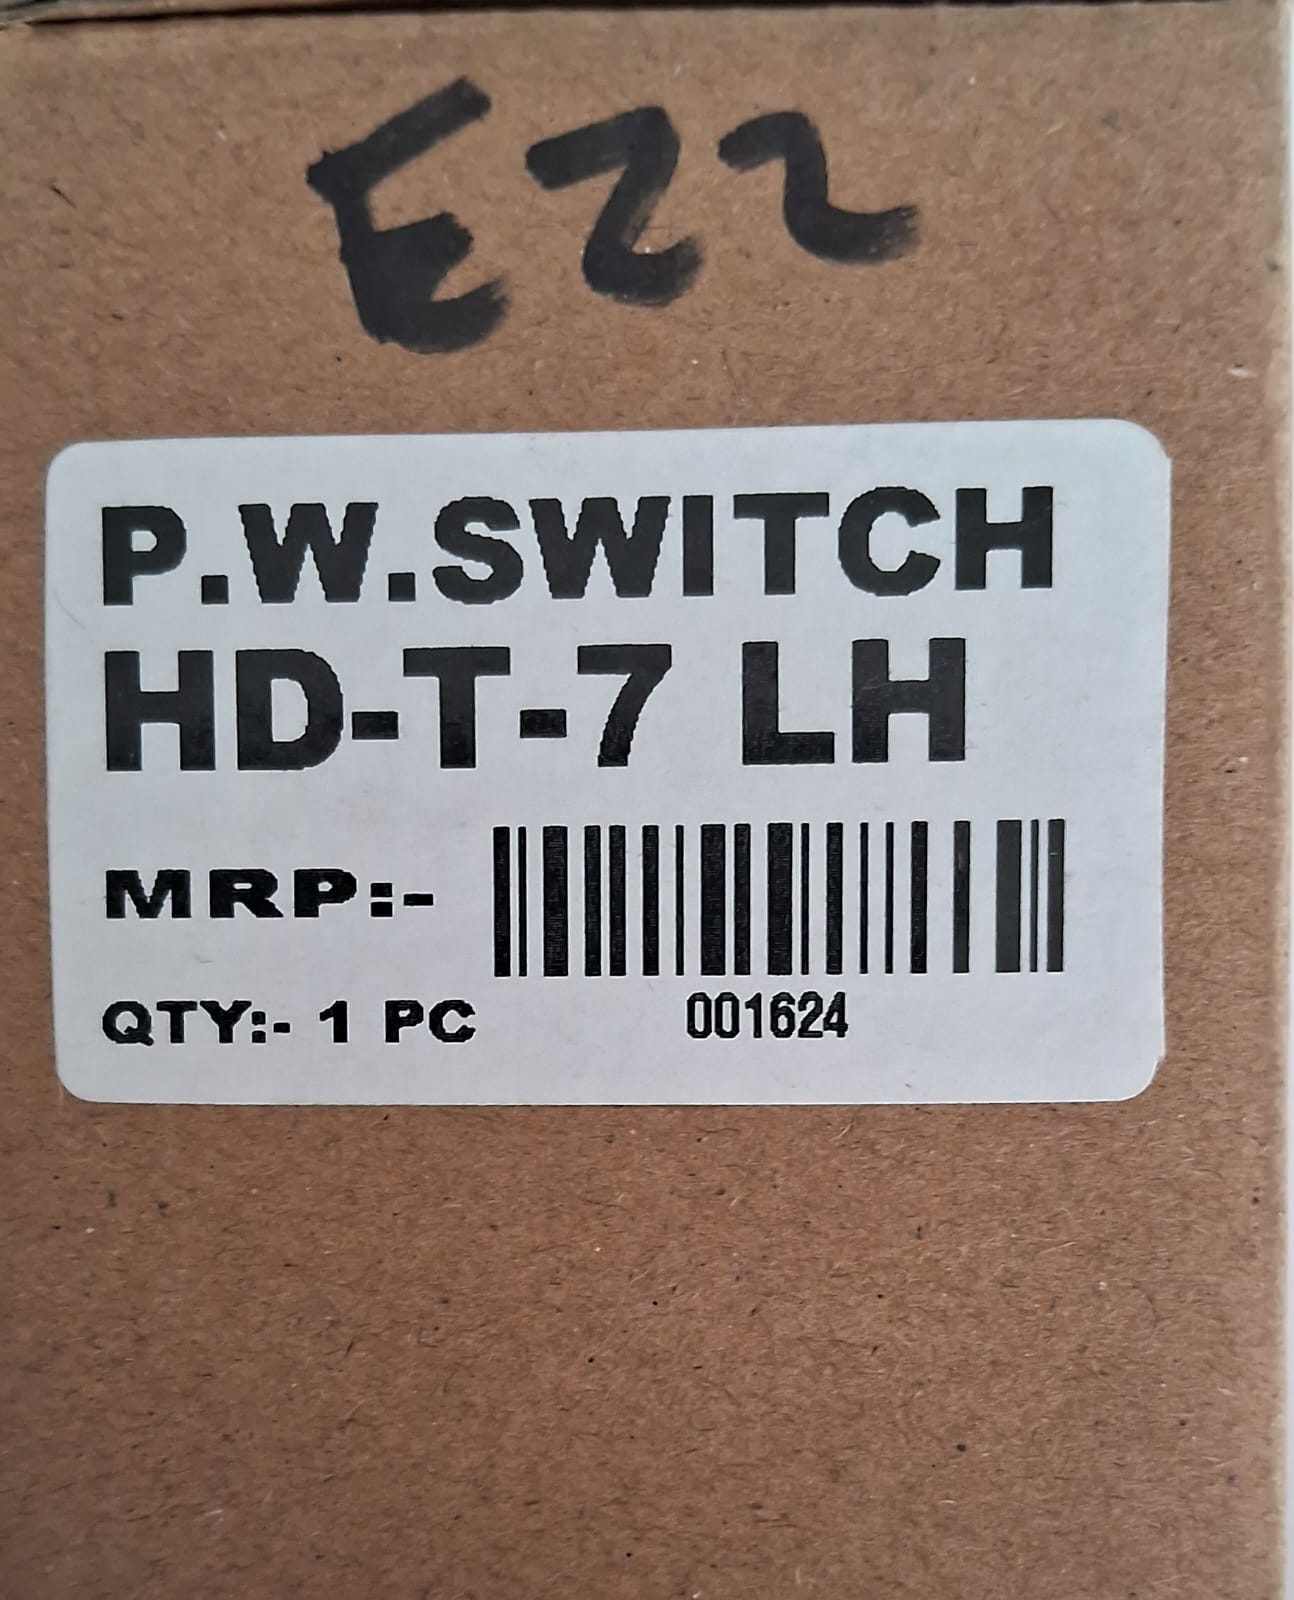 E22
P.W.SWITCH
HD-T-7 LH
MRP:-
QTY:- 1 PC
001624